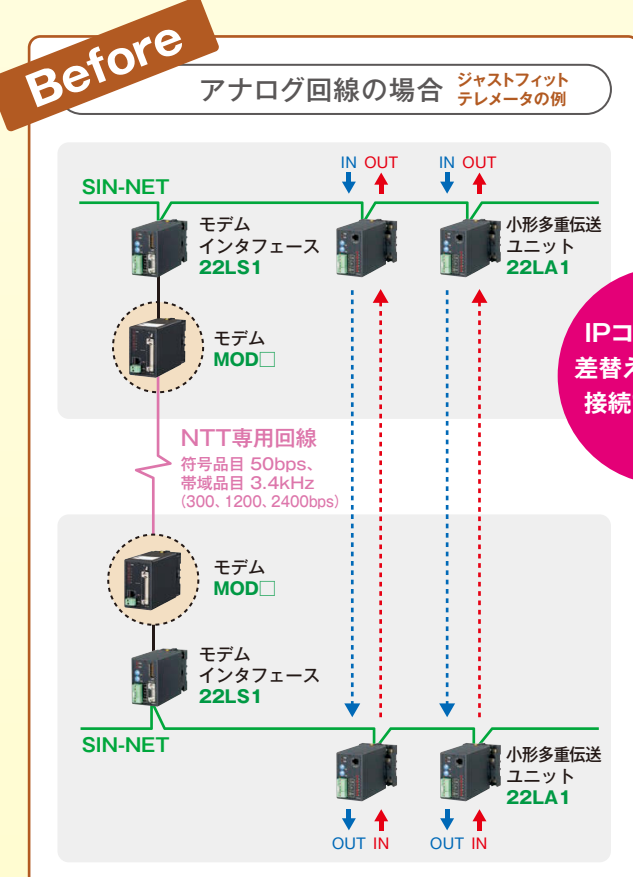 Before
アナログ回線の場合
ジャストフィット
テレメータの例
IN OUT
IN OUT
SIN-NET
モデム
インタフェース
22LS1
小形多重伝送
ユニット
22LA1
モデム
MOD□
IPコ
差替え
接続
NTT専用回線
符号品目 50bps、
帯域品目 3.4kHz
(300、1200、2400bps)
モデム
MOD□
モデム
インタフェース
22LS1
SIN-NET
小形多重伝送
ユニット
22LA1
OUT IN
OUT IN